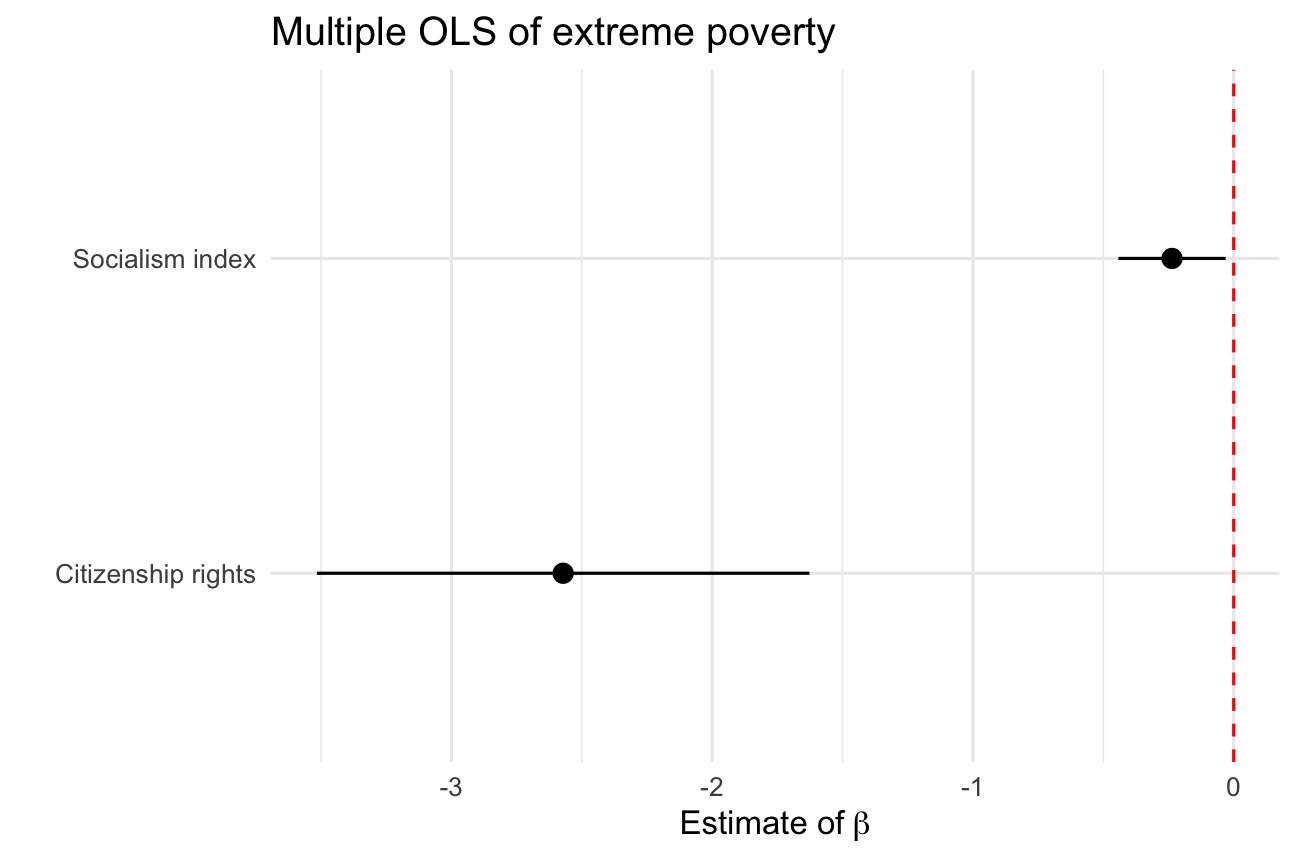 Multiple OLS of extreme poverty
Socialism index
Citizenship rights
-3 -2 -1 0
Estimate of β